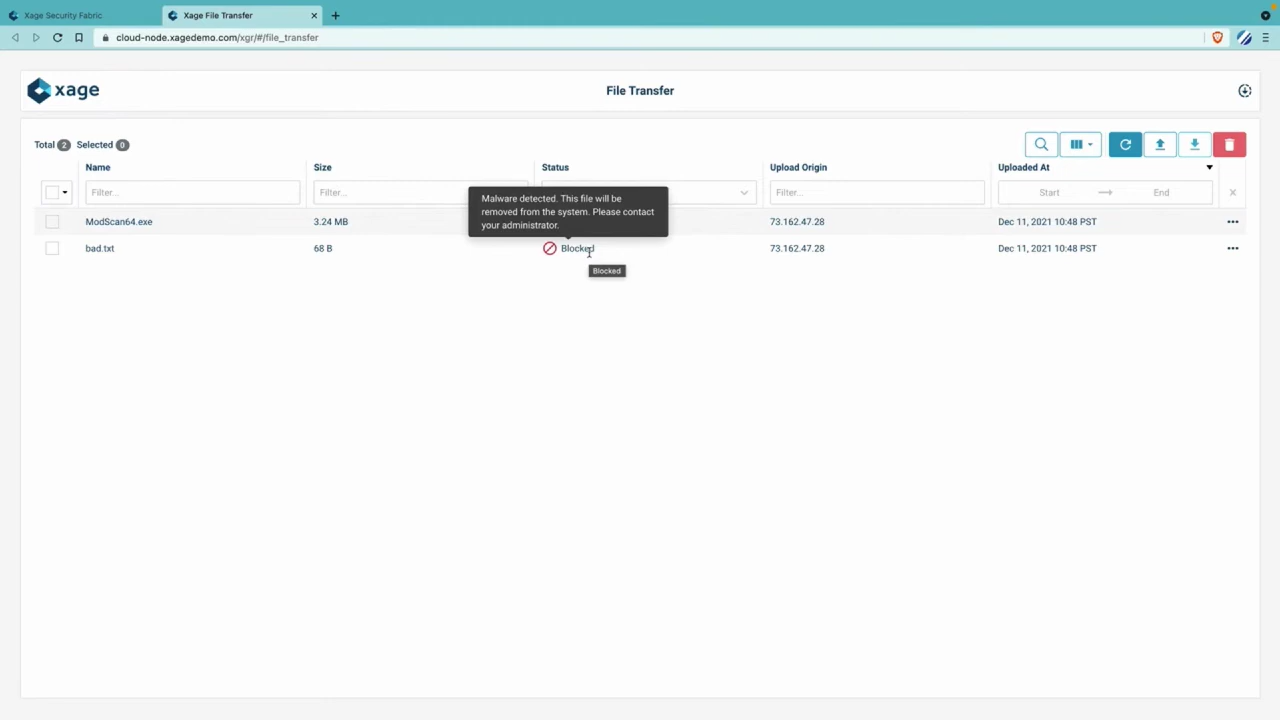 Xage Security Fabric
Xage File Transfer
cloud-node.xagedemo.com/xgr/#/file_transfer
xage
File Transfer
Total 2 Selected 0
Name Size Status Upload Origin Uploaded At
Filter... Filter... Filter... Start End
Malware detected. This file will be
removed from the system. Please contact
your administrator.
ModScan64.exe 3.24 MB 73.162.47.28 Dec 11, 2021 10:48 PST
bad.txt 68 B Blocked 73.162.47.28 Dec 11, 2021 10:48 PST
Blocked